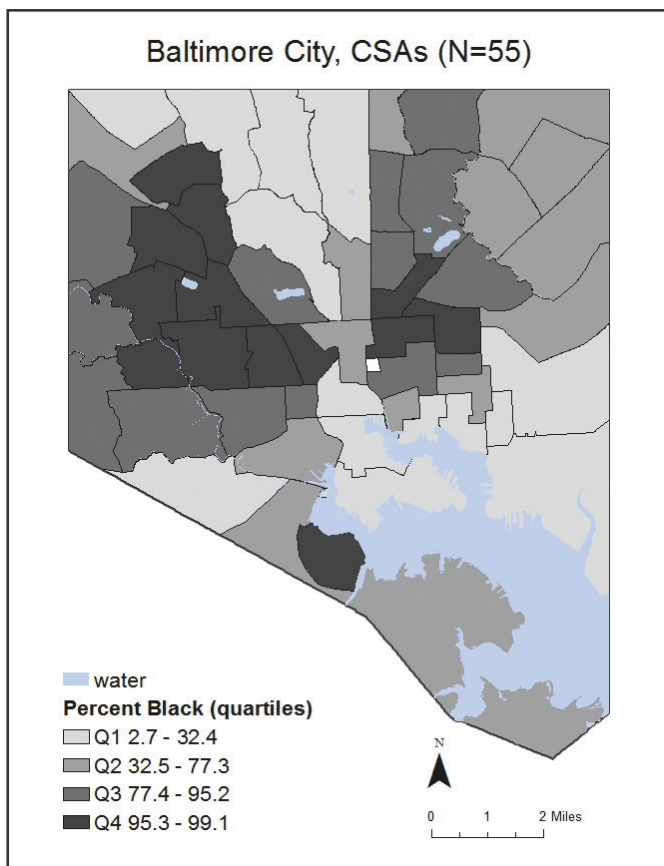 Baltimore City, CSAs (N=55)
water
Percent Black (quartiles)
Q1 2.7 - 32.4
Q2 32.5 - 77.3
Q3 77.4 - 95.2
Q4 95.3 - 99.1
N
0 1 2 Miles